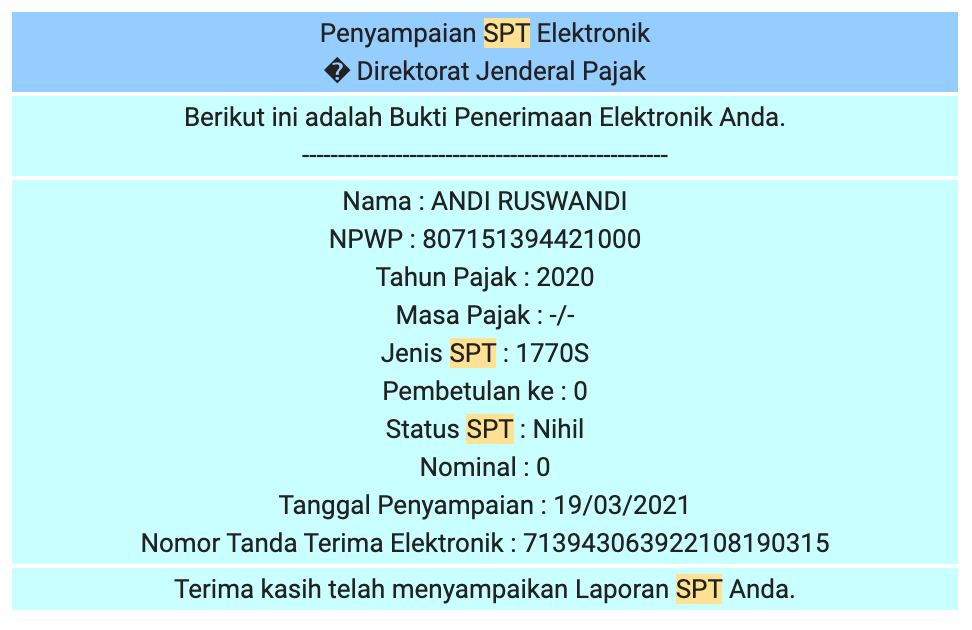 Penyampaian SPT Elektronik
� Direktorat Jenderal Pajak
Berikut ini adalah Bukti Penerimaan Elektronik Anda.
----------------------------------------------------
Nama : ANDI RUSWANDI
NPWP : 807151394421000
Tahun Pajak : 2020
Masa Pajak : -/-
Jenis SPT : 1770S
Pembetulan ke : 0
Status SPT : Nihil
Nominal : 0
Tanggal Penyampaian : 19/03/2021
Nomor Tanda Terima Elektronik : 713943063922108190315
Terima kasih telah menyampaikan Laporan SPT Anda.